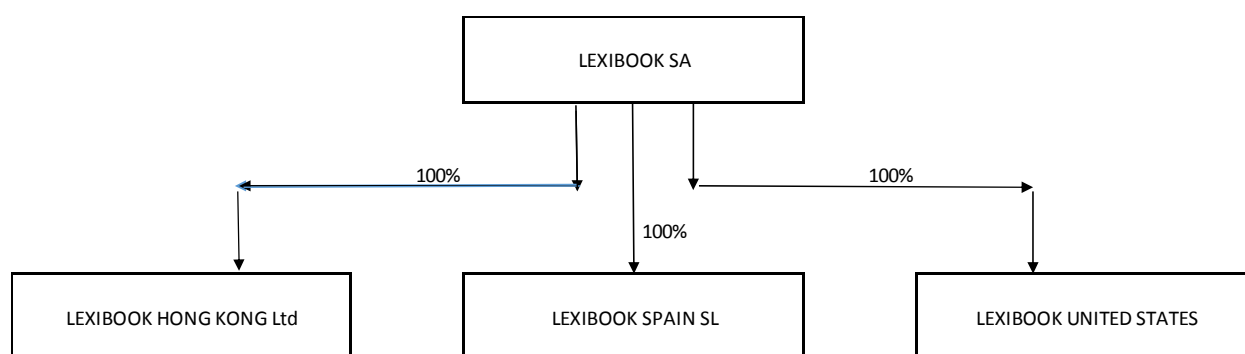 LEXIBOOK SA
100%
100%
100%
LEXIBOOK HONG KONG Ltd
LEXIBOOK SPAIN SL
LEXIBOOK UNITED STATES